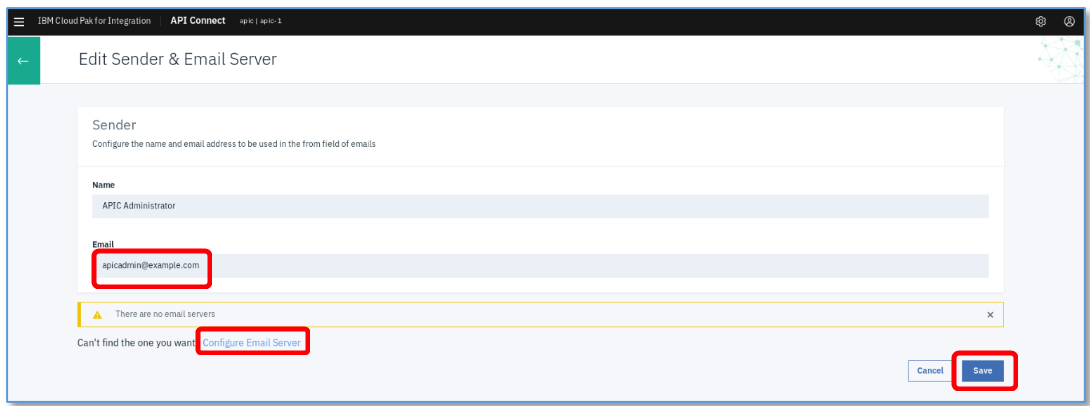 IBM Cloud Pak for Integration API Connect apic | apic-1
Edit Sender & Email Server
Sender
Configure the name and email address to be used in the from field of emails
Name
APIC Administrator
Email
apicadmin@example.com
There are no email servers
Can't find the one you want Configure Email Server
Cancel Save